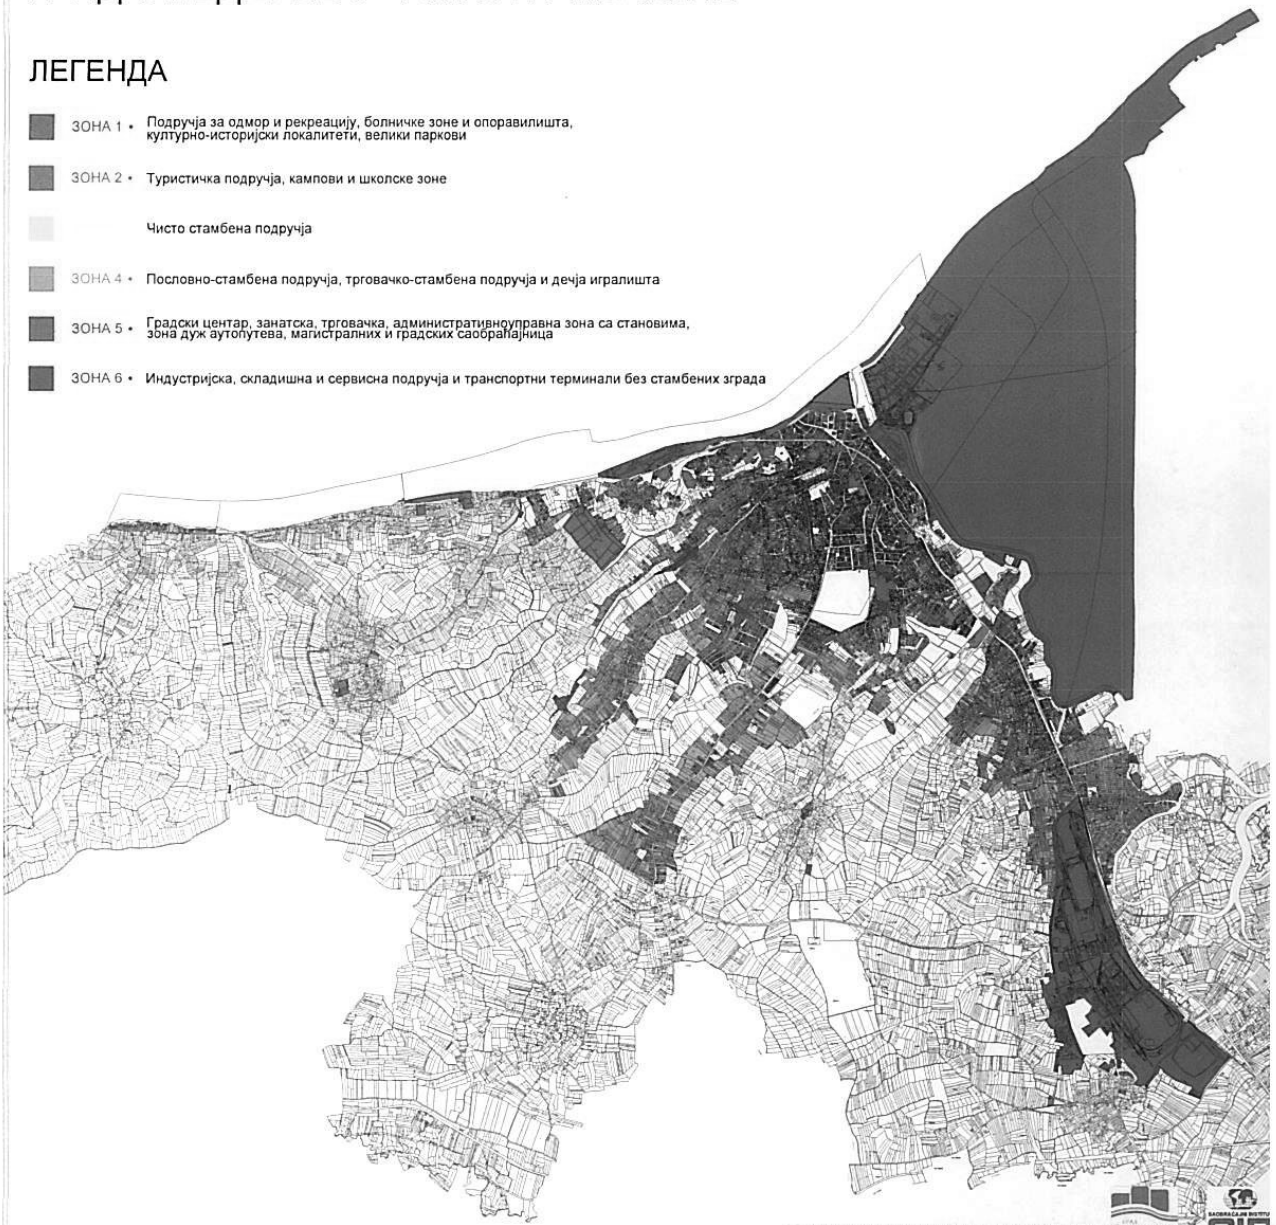 ЛЕГЕНДА
ЗОНА 1 • Подручја за одмор и рекреацију, болничке зоне и опоравилишта,
културно-историјски локалитети, велики паркови
ЗОНА 2 • Туристичка подручја, кампови и школске зоне
Чисто стамбена подручја
ЗОНА 4 • Пословно-стамбена подручја, трговачко-стамбена подручја и дечја игралишта
ЗОНА 5 • Градски центар, занатска, трговачка, административноуправна зона са становима,
зона дуж аутопутева, магистралних и градских саобраћајница
ЗОНА 6 • Индустријска, складишна и сервисна подручја и транспортни терминали без стамбених зграда